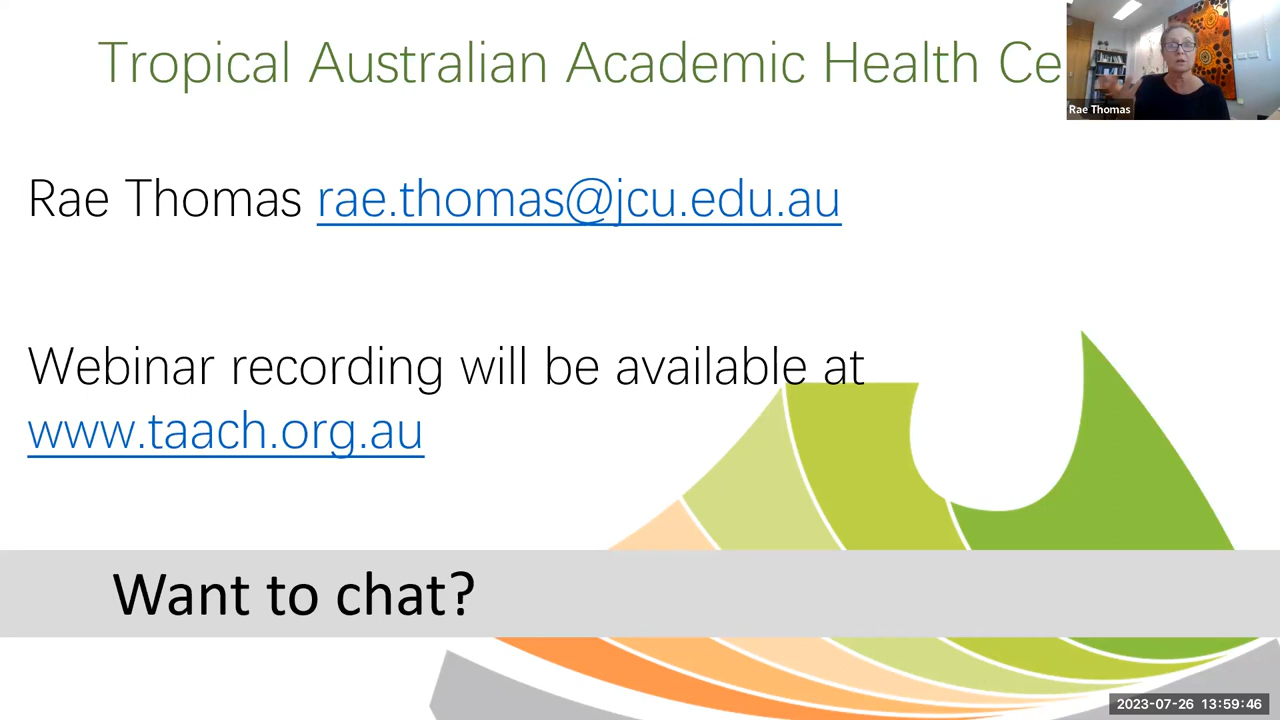 Tropical Australian Academic Health Ce
Rae Thomas
Rae Thomas rae.thomas@jcu.edu.au
Webinar recording will be available at
www.taach.org.au
Want to chat?
2023-07-26 13:59:46